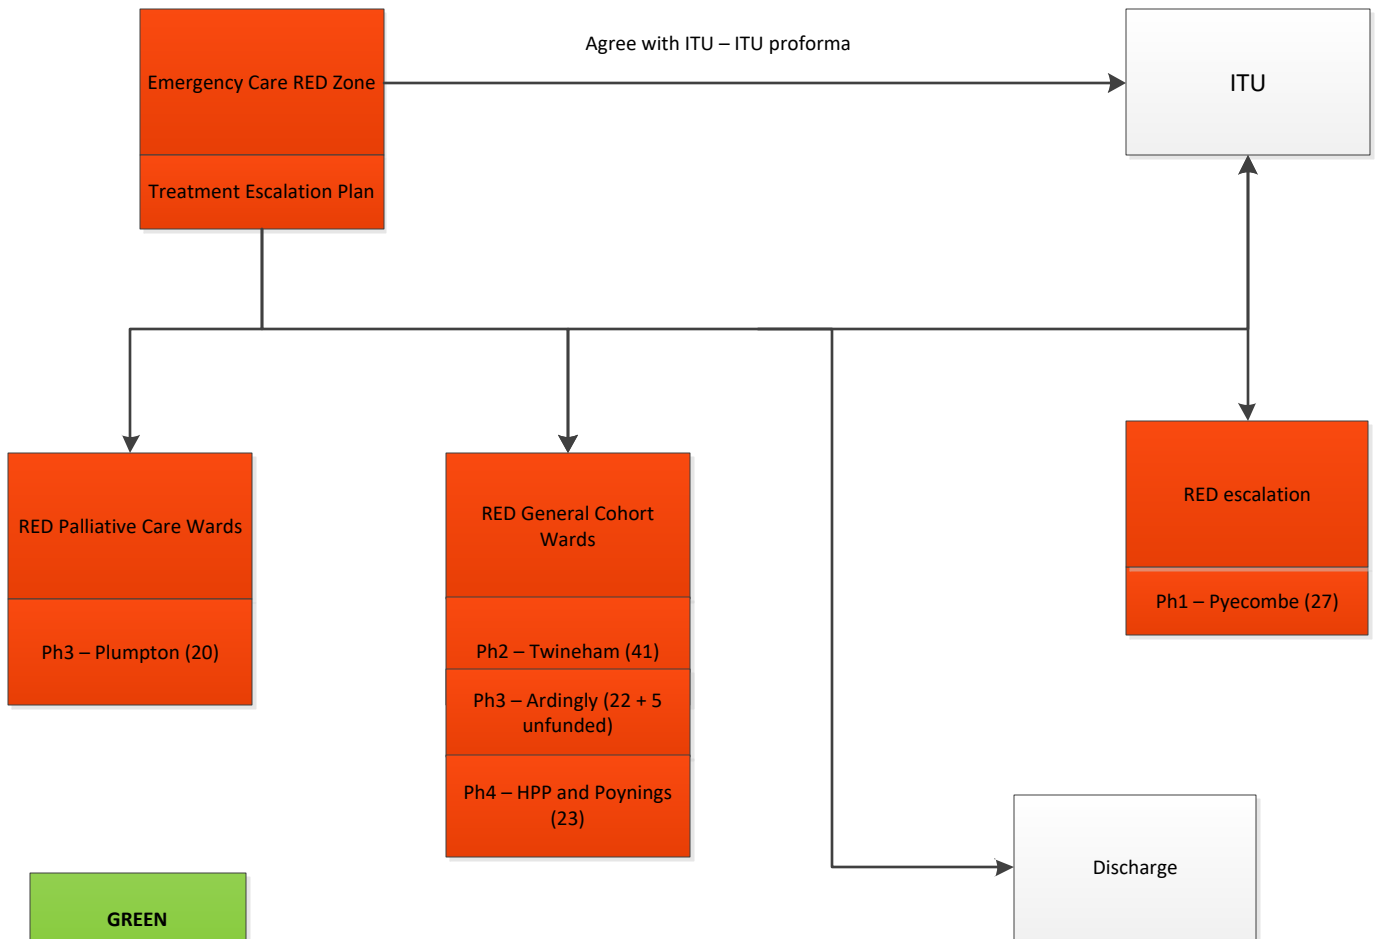 Emergency Care RED Zone
Agree with ITU – ITU proforma
ITU
Treatment Escalation Plan
RED Palliative Care Wards
Ph3 – Plumpton (20)
RED General Cohort
Wards
Ph2 – Twineham (41)
Ph3 – Ardingly (22 + 5
unfunded)
Ph4 – HPP and Poynings
(23)
RED escalation
Ph1 – Pyecombe (27)
Discharge
GREEN